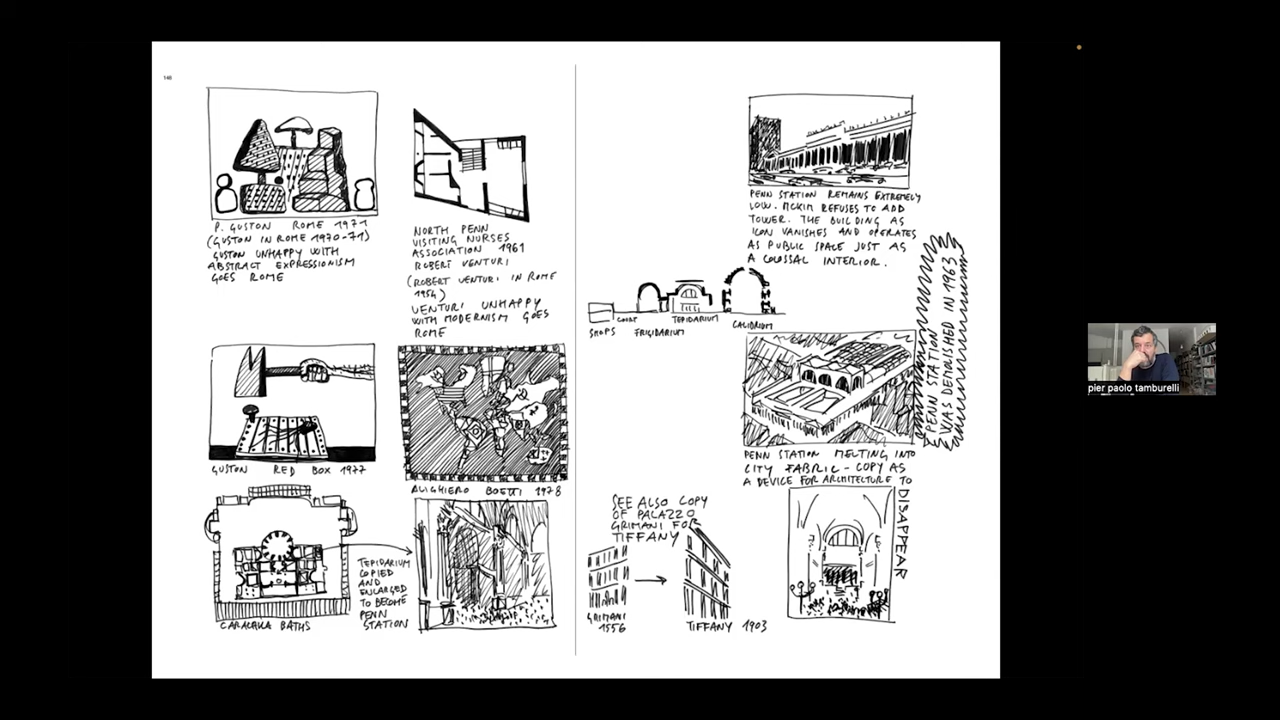 148
P. GUSTON ROME 1971
(GUSTON IN ROME 1970-71)
GUSTON UNHAPPY WITH
ABSTRACT EXPRESSIONISM
GOES ROME
NORTH PENN
VISITING NURSES
ASSOCIATION 1961
ROBERT VENTURI
(ROBERT VENTURI IN ROME
1954)
VENTURI UNHAPPY
WITH MODERNISM GOES
ROME
GUSTON RED BOX 1977
ALIGHIERO BOETTI 1978
CARACALLA BATHS
TEPIDARIUM
COPIED
AND
ENLARGED
TO BECOME
PENN
STATION
PENN STATION REMAINS EXTREMELY
LOW. MCKIM REFUSES TO ADD
TOWER. THE BUILDING AS
ICON VANISHES AND OPERATES
AS PUBLIC SPACE JUST AS
A COLOSSAL INTERIOR.
SHOPS
COURT
FRIGIDARIUM
TEPIDARIUM
CALIDRIUM
PENN STATION
WAS DEMOLISHED IN 1963
PENN STATION MELTING INTO
CITY FABRIC - COPY AS
A DEVICE FOR ARCHITECTURE TO
DISAPPEAR
SEE ALSO COPY
OF PALAZZO
GRIMANI FOR
TIFFANY
GRIMANI
1556
TIFFANY 1903
pier paolo tamburelli